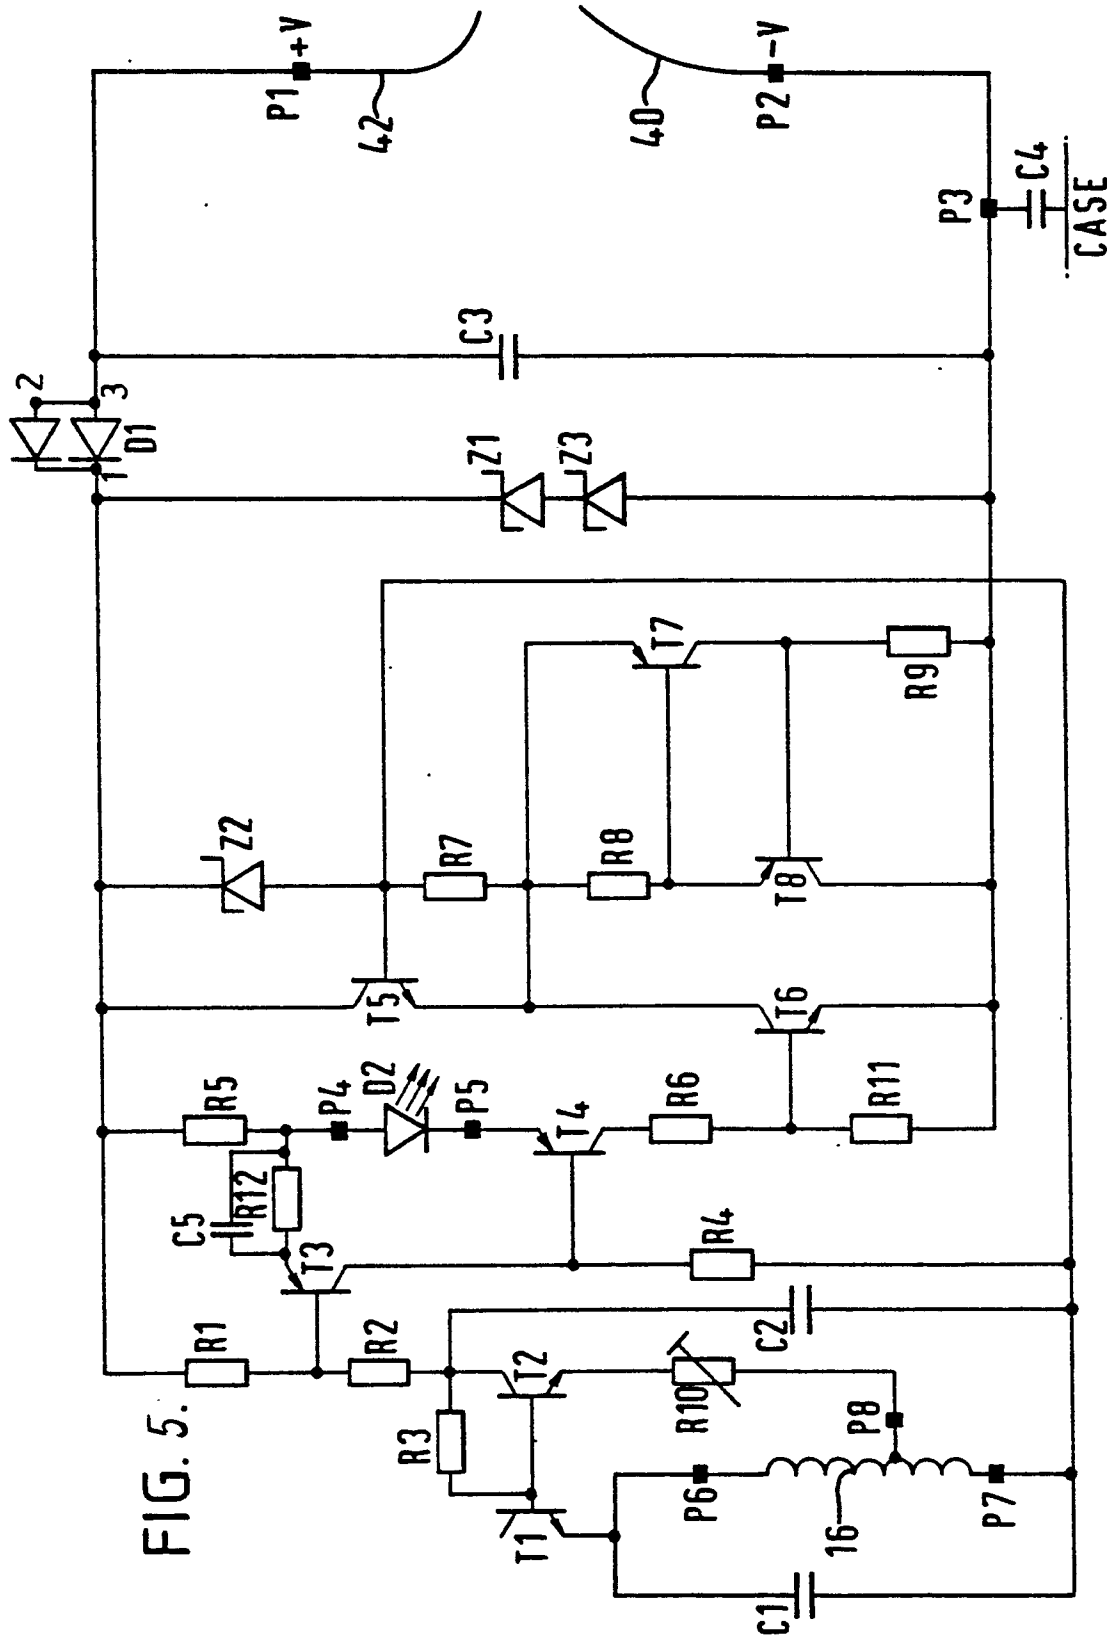 FIG. 5.
P1 +V
42
40
P2 -V
P3
C4
CASE
C3
2
3
D1
1
Z1
Z3
T7
R9
Z2
R7
R8
T8
T5
T6
R5
P4
D2
P5
T4
R6
R11
C5
R12
T3
R4
R1
R2
T2
C2
R3
R10
P8
T1
P6
16
P7
C1